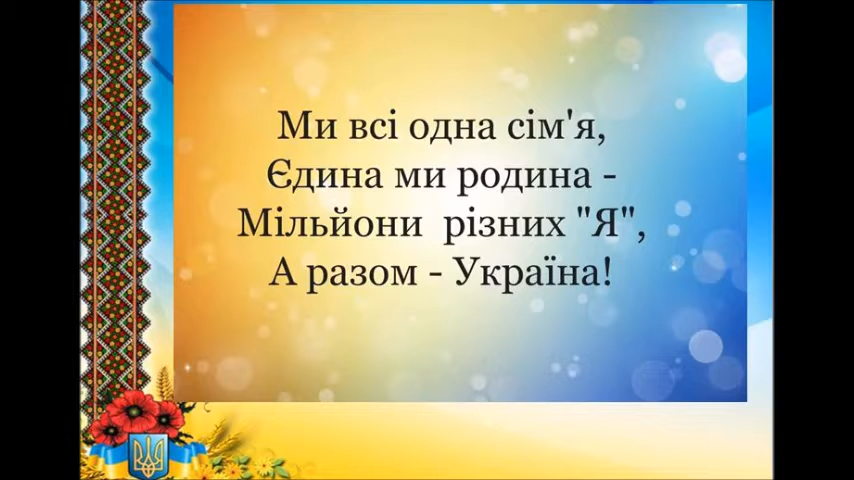 Ми всі одна сім'я,
Єдина ми родина -
Мільйони різних "Я",
А разом - Україна!